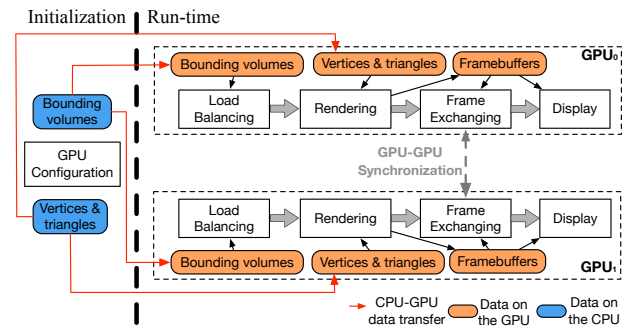 Initialization
Run-time
Bounding volumes
Vertices & triangles
Framebuffers
GPU₀
Load
Balancing
Rendering
Frame
Exchanging
Display
Bounding
volumes
GPU
Configuration
Vertices &
triangles
GPU-GPU
Synchronization
Load
Balancing
Rendering
Frame
Exchanging
Display
Bounding volumes
Vertices & triangles
Framebuffers
GPU₁
CPU-GPU
data transfer
Data on
the GPU
Data on
the CPU